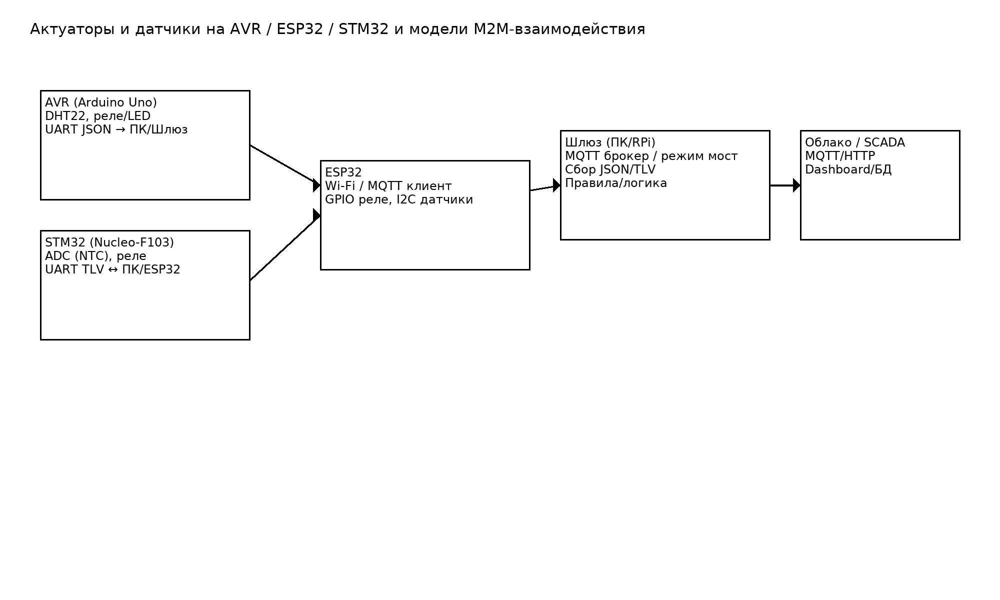 Актуаторы и датчики на AVR / ESP32 / STM32 и модели M2M-взаимодействия
AVR (Arduino Uno)
DHT22, реле/LED
UART JSON → ПК/Шлюз
STM32 (Nucleo-F103)
ADC (NTC), реле
UART TLV ↔ ПК/ESP32
ESP32
Wi-Fi / MQTT клиент
GPIO реле, I2C датчики
Шлюз (ПК/RPi)
MQTT брокер / режим мост
Сбор JSON/TLV
Правила/логика
Облако / SCADA
MQTT/HTTP
Dashboard/БД